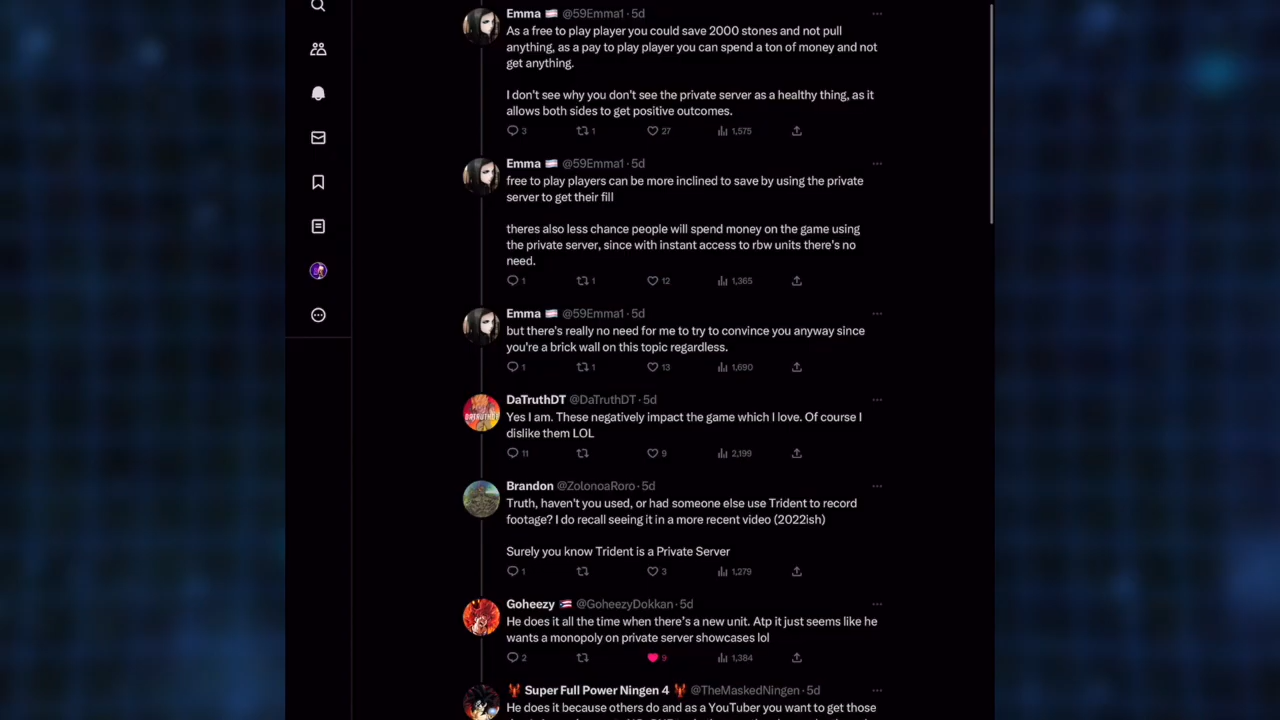 Emma @59Emma1 · 5d
As a free to play player you could save 2000 stones and not pull
anything, as a pay to play player you can spend a ton of money and not
get anything.
I don't see why you don't see the private server as a healthy thing, as it
allows both sides to get positive outcomes.
3 1 27 1,575
Emma @59Emma1 · 5d
free to play players can be more inclined to save by using the private
server to get their fill
theres also less chance people will spend money on the game using
the private server, since with instant access to rbw units there's no
need.
1 1 12 1,365
Emma @59Emma1 · 5d
but there's really no need for me to try to convince you anyway since
you're a brick wall on this topic regardless.
1 1 13 1,690
DaTruthDT @DaTruthDT · 5d
Yes I am. These negatively impact the game which I love. Of course I
dislike them LOL
11 9 2,199
Brandon @ZolonoaRoro · 5d
Truth, haven't you used, or had someone else use Trident to record
footage? I do recall seeing it in a more recent video (2022ish)
Surely you know Trident is a Private Server
1 3 1,279
Goheezy @GoheezyDokkan · 5d
He does it all the time when there's a new unit. Atp it just seems like he
wants a monopoly on private server showcases lol
2 9 1,384
Super Full Power Ningen 4 @TheMaskedNingen · 5d
He does it because others do and as a YouTuber you want to get those